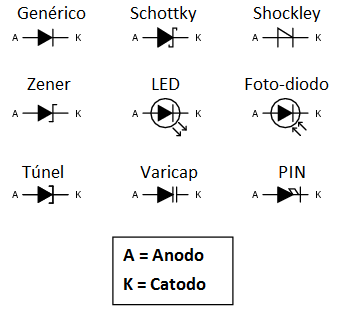 Genérico Schottky Shockley
A K A K A K
Zener LED Foto-diodo
A K A K A K
Túnel Varicap PIN
A K A K A K
A = Anodo
K = Catodo